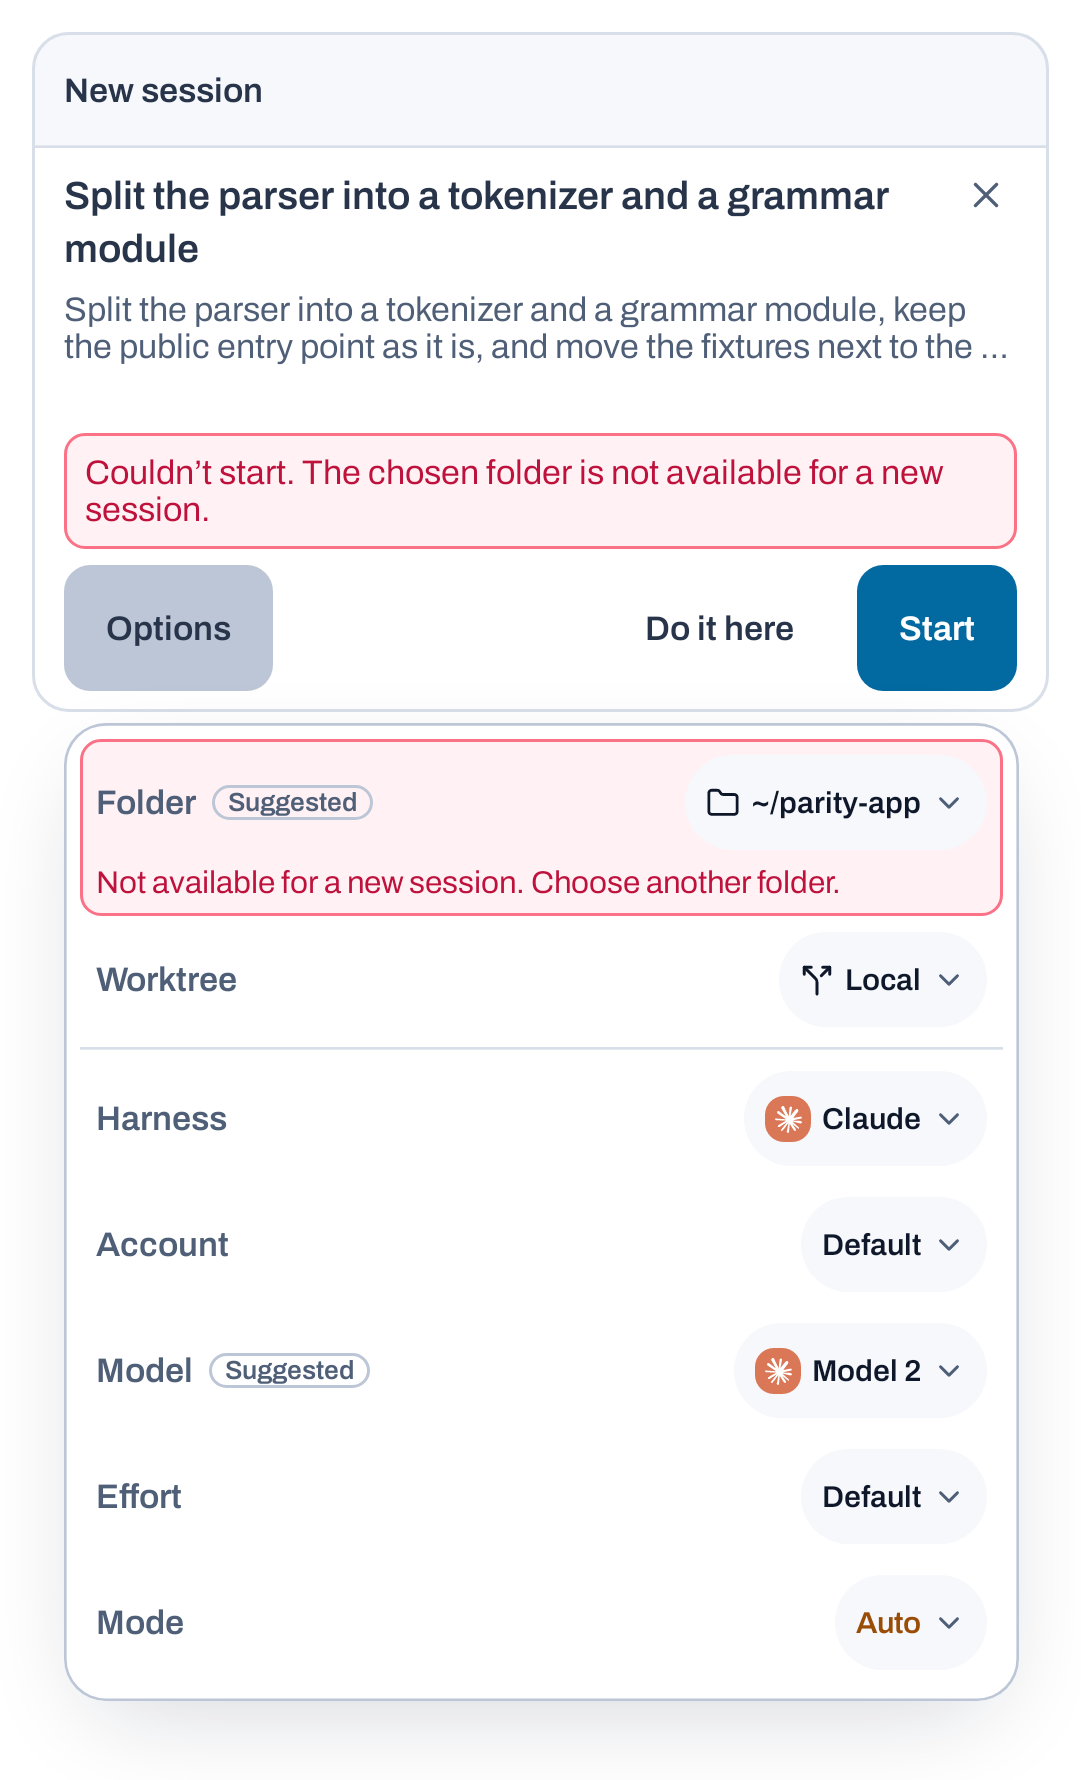 New session
Split the parser into a tokenizer and a grammar
module
Split the parser into a tokenizer and a grammar module, keep
the public entry point as it is, and move the fixtures next to the ...
Couldn’t start. The chosen folder is not available for a new
session.
Options
Do it here
Start
Folder
Suggested
~/parity-app
Not available for a new session. Choose another folder.
Worktree
Local
Harness
Claude
Account
Default
Model
Suggested
Model 2
Effort
Default
Mode
Auto